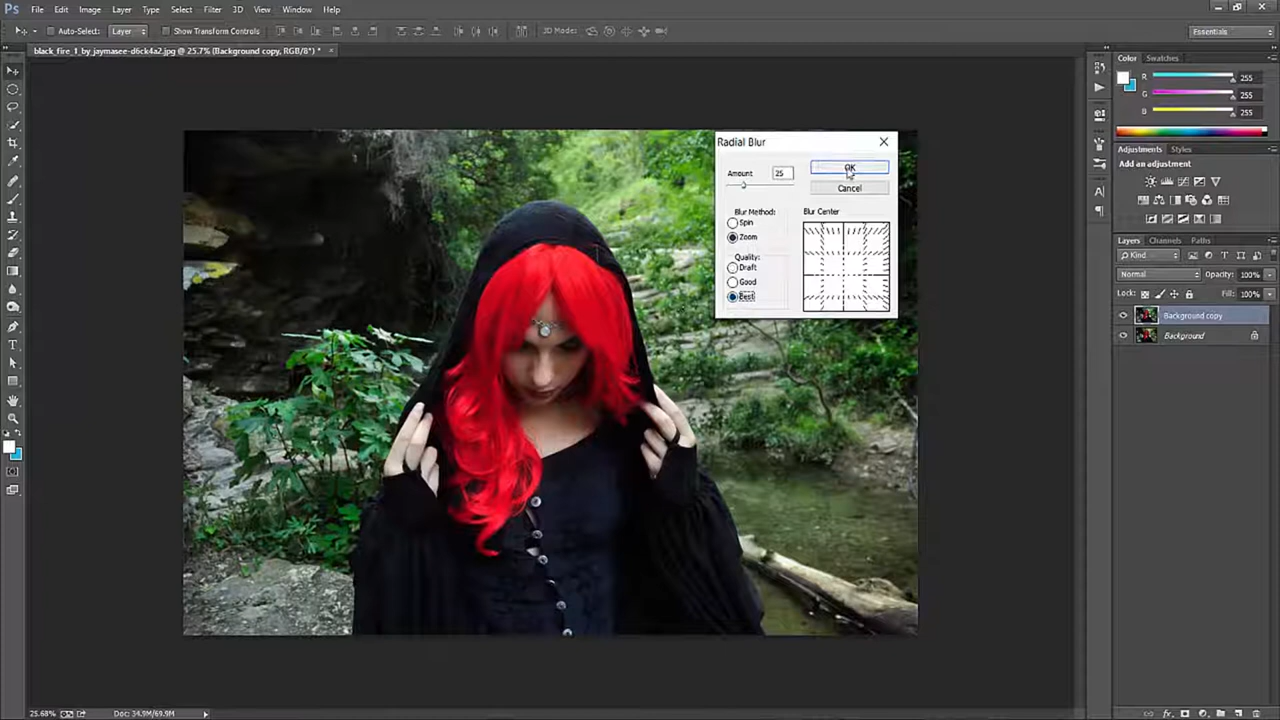 Ps File Edit Image Layer Type Select Filter 3D View Window Help
Auto-Select: Layer Show Transform Controls 3D Mode: Essentials
black_fire_1_by_jaymasee-d6ck4a2.jpg @ 25.7% (Background copy, RGB/8*) * ×
Color Swatches
R 255
G 255
B 255
Adjustments Styles
Add an adjustment
Layers Channels Paths
Kind
Normal Opacity: 100%
Lock: Fill: 100%
Background copy
Background
Radial Blur
Amount 25
OK
Cancel
Blur Method:
Spin
Zoom
Quality:
Draft
Good
Best
Blur Center
25.68% Doc: 34.9M/69.9M